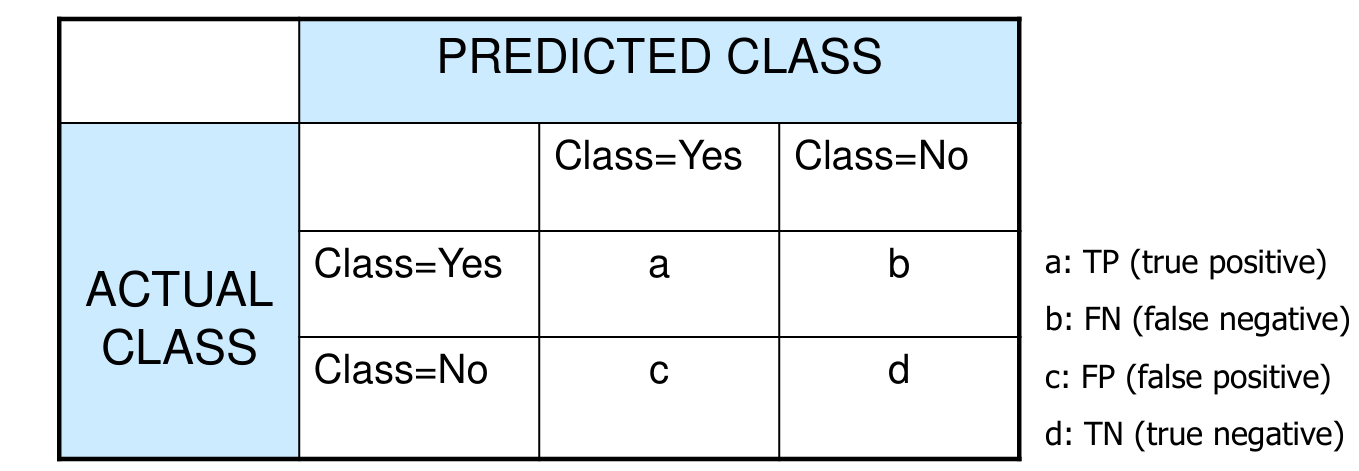 PREDICTED CLASS
Class=Yes Class=No
Class=Yes a b
ACTUAL
CLASS
Class=No c d
a: TP (true positive)
b: FN (false negative)
c: FP (false positive)
d: TN (true negative)